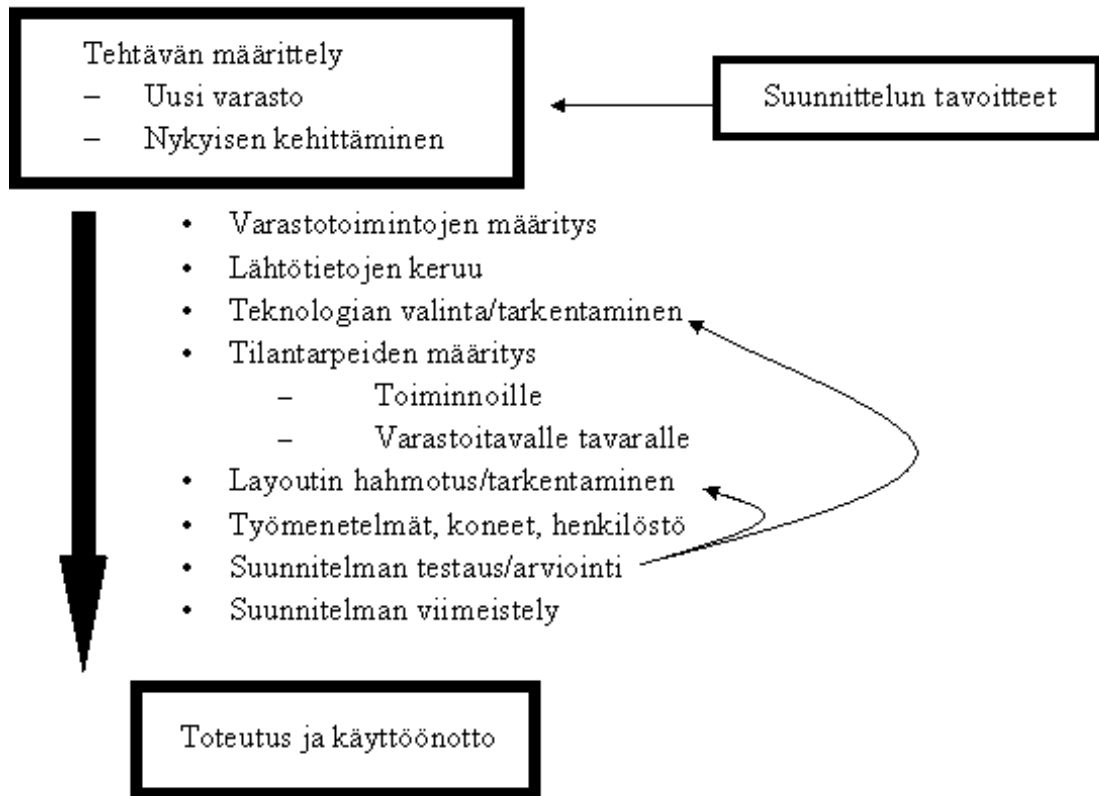 Tehtävän määrittely
– Uusi varasto
– Nykyisen kehittäminen
Suunnittelun tavoitteet
• Varastotoimintojen määritys
• Lähtötietojen keruu
• Teknologian valinta/tarkentaminen
• Tilantarpeiden määritys
– Toiminnoille
– Varastoitavalle tavaralle
• Layoutin hahmotus/tarkentaminen
• Työmenetelmät, koneet, henkilöstö
• Suunnitelman testaus/arviointi
• Suunnitelman viimeistely
Toteutus ja käyttöönotto